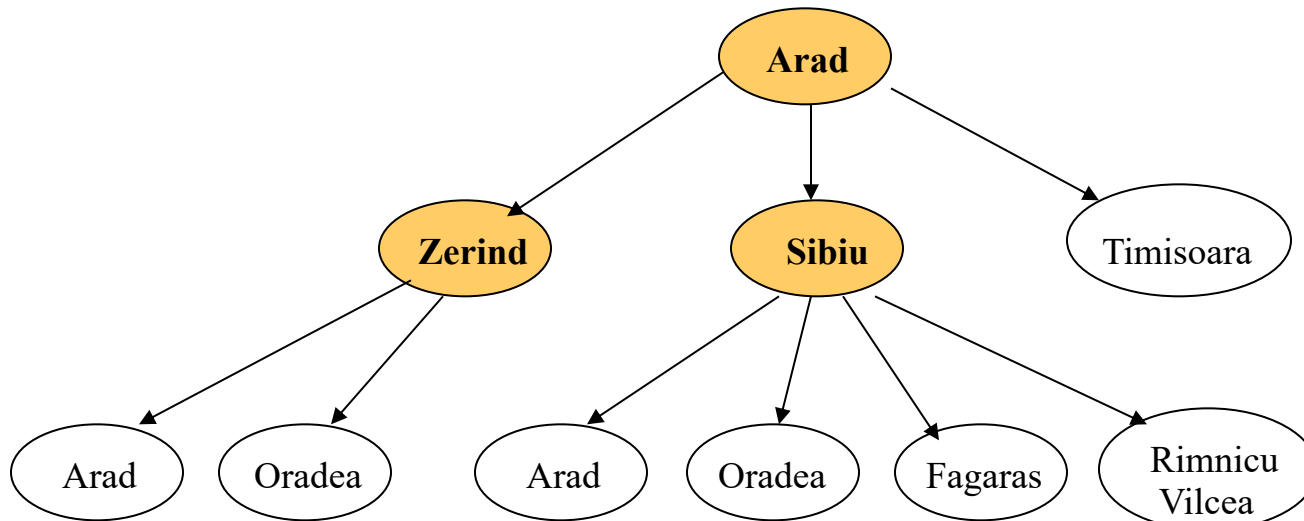 Arad
Zerind
Sibiu
Timisoara
Arad
Oradea
Arad
Oradea
Fagaras
Rimnicu
Vilcea